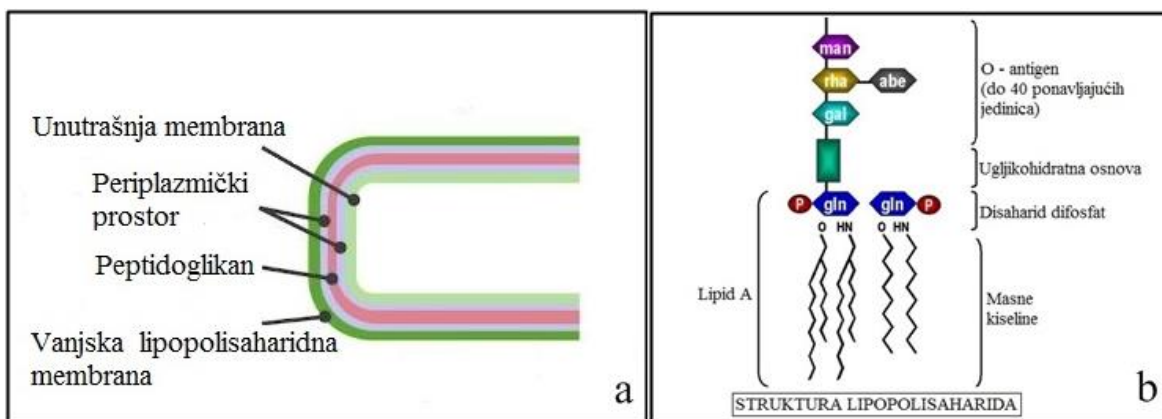 Unutrašnja membrana
Periplazmički
prostor
Peptidoglikan
Vanjska lipopolisaharidna
membrana
a
man
rha
abe
gal
P
gln
gln
P
O
HN
O
HN
Lipid A
O - antigen
(do 40 ponavljajućih
jedinica)
Ugljikohidratna osnova
Disaharid difosfat
Masne
kiseline
STRUKTURA LIPOPOLISAHARIDA
b